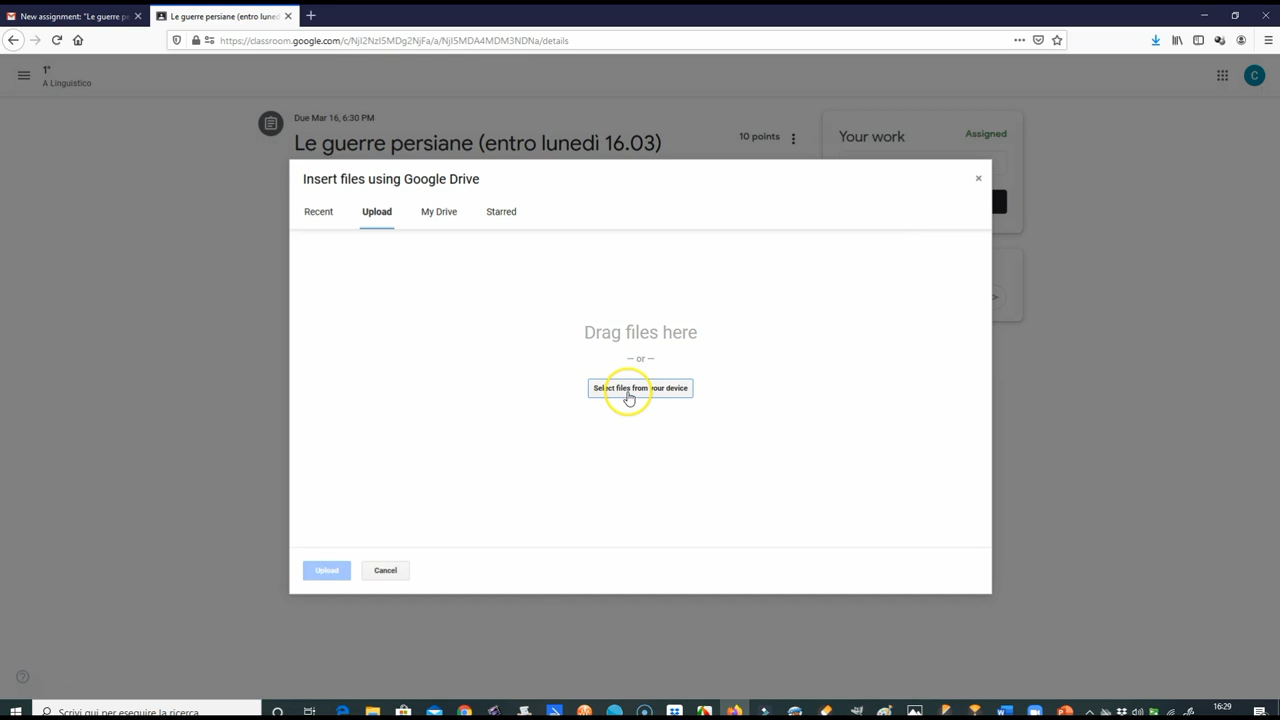 New assignment: "Le guerre pe
Le guerre persiane (entro lunedì
https://classroom.google.com/c/NjI2NzI5MDg2NjFa/a/NjI5MDA4MDM3NDNa/details
1°
A Linguistico
C
Due Mar 16, 6:30 PM
Le guerre persiane (entro lunedì 16.03)
10 points
Your work
Assigned
Insert files using Google Drive
Recent
Upload
My Drive
Starred
Drag files here
– or –
Select files from your device
Upload
Cancel
Scrivi qui per eseguire la ricerca
16:29